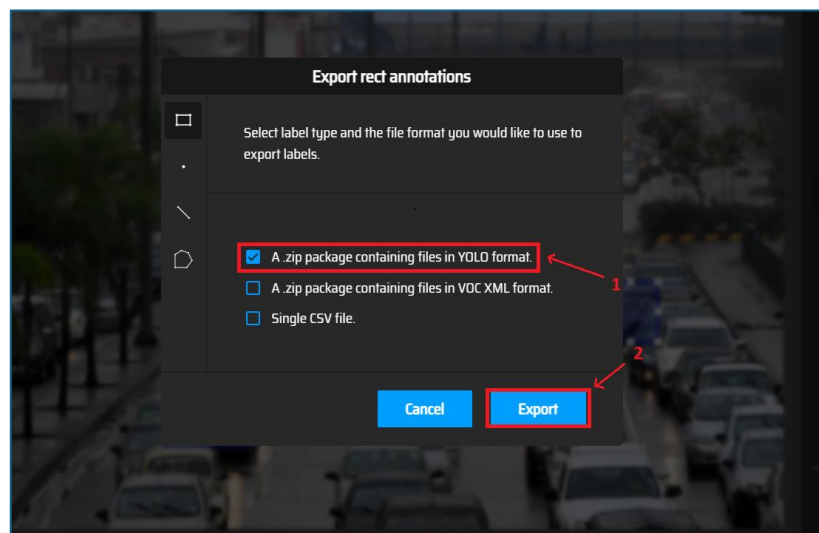 Export rect annotations
Select label type and the file format you would like to use to
export labels.
A .zip package containing files in YOLO format.
1
A .zip package containing files in VOC XML format.
Single CSV file.
2
Cancel
Export